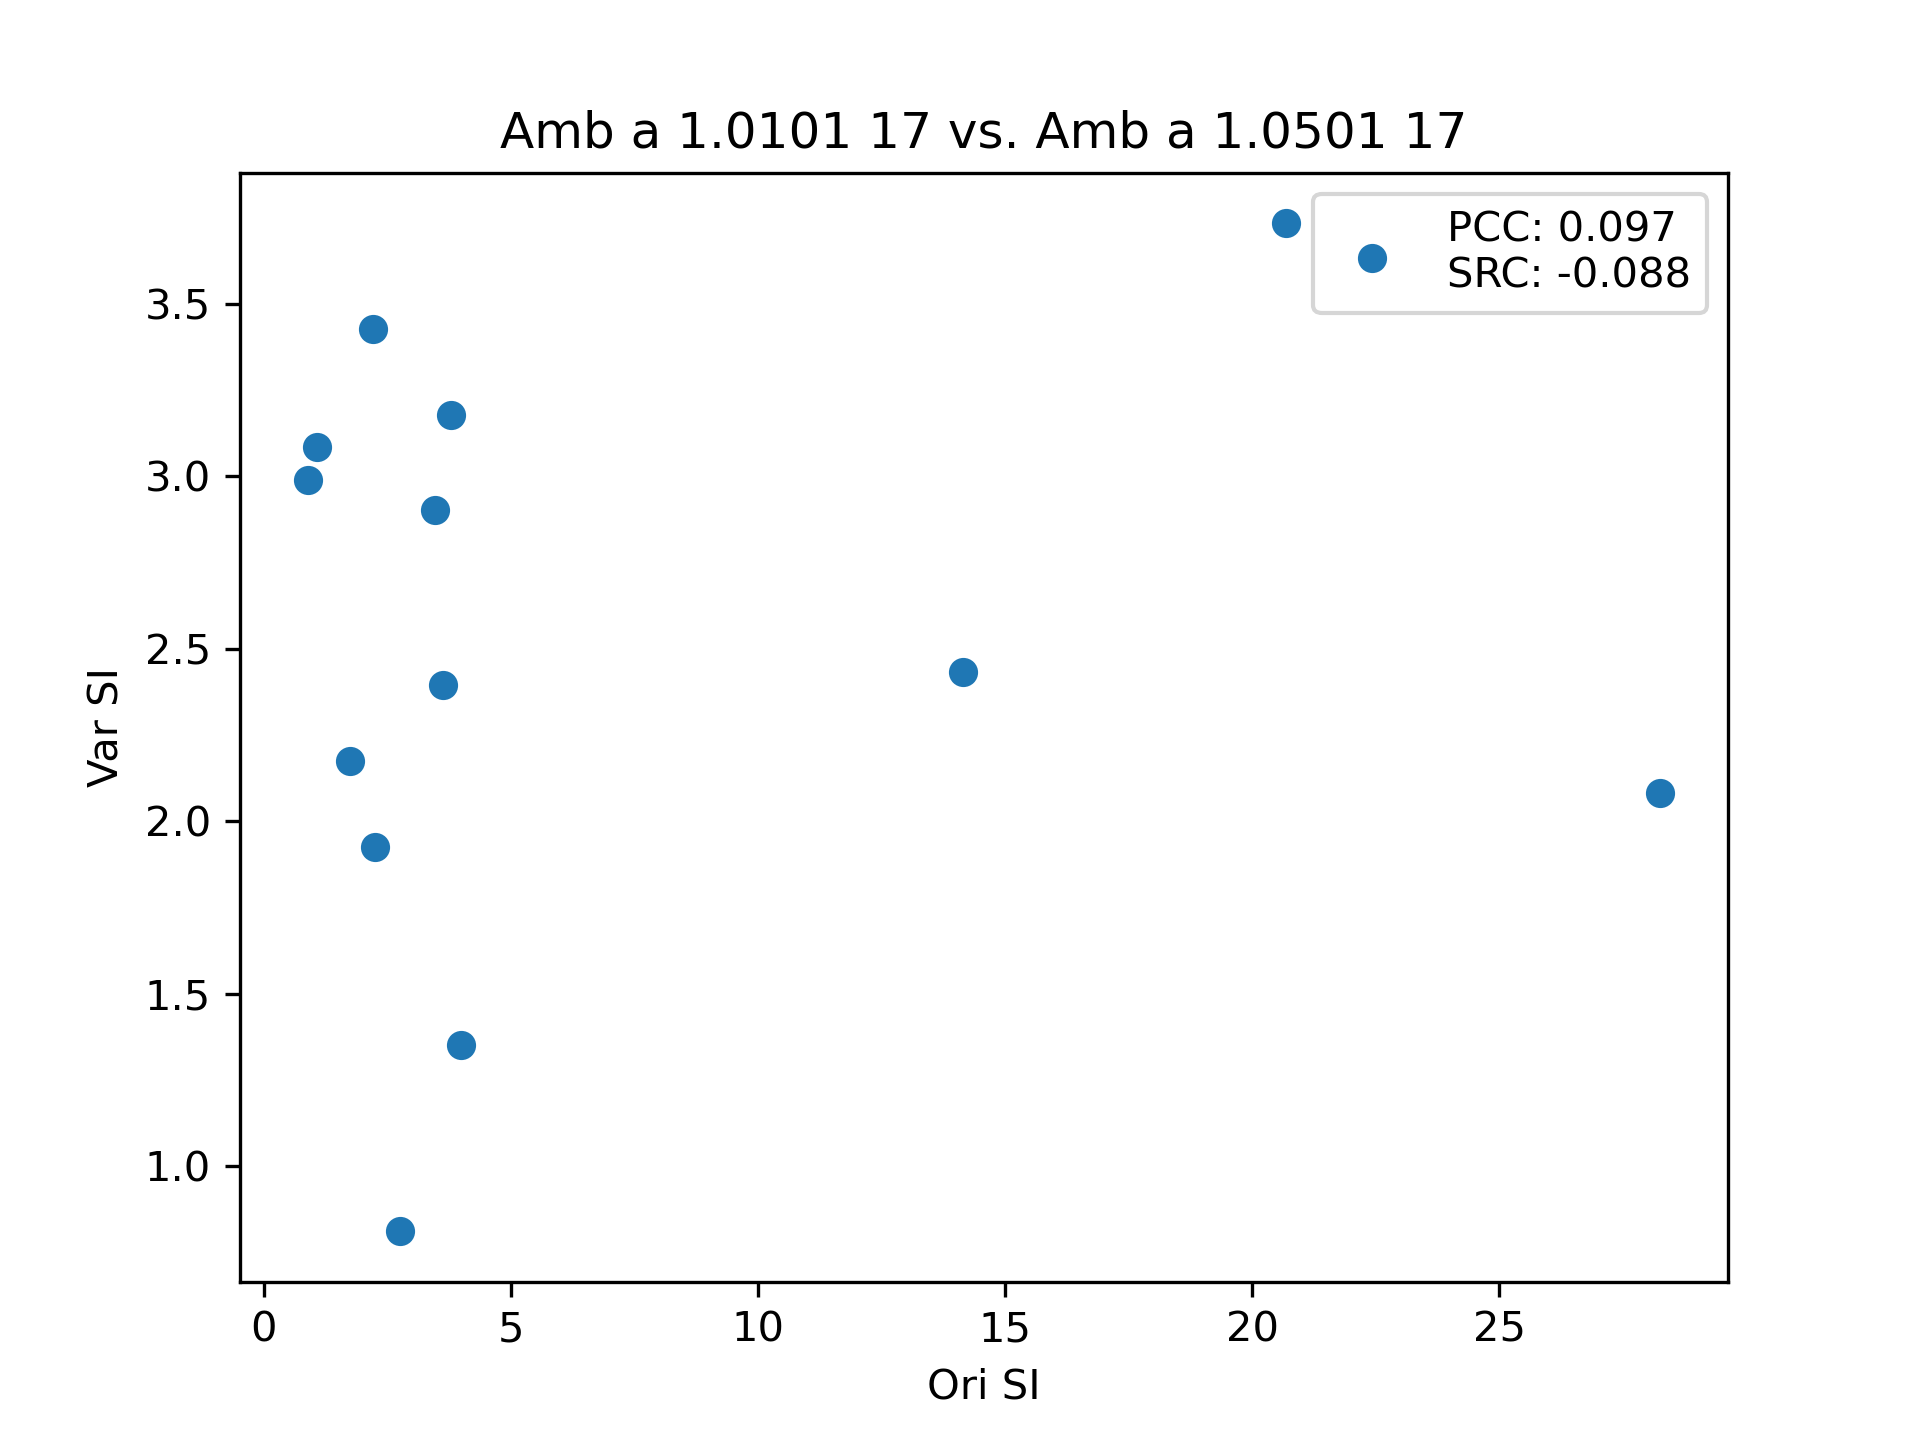 Amb a 1.0101 17 vs. Amb a 1.0501 17
PCC: 0.097
SRC: -0.088
3.5
3.0
2.5
2.0
1.5
1.0
Var SI
0 5 10 15 20 25
Ori SI